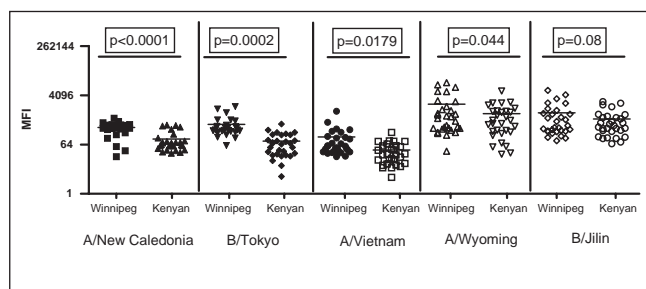 p<0.0001 p=0.0002 p=0.0179 p=0.044 p=0.08
262144
4096
64
1
MFI
Winnipeg Kenyan Winnipeg Kenyan Winnipeg Kenyan Winnipeg Kenyan Winnipeg Kenyan
A/New Caledonia B/Tokyo A/Vietnam A/Wyoming B/Jilin